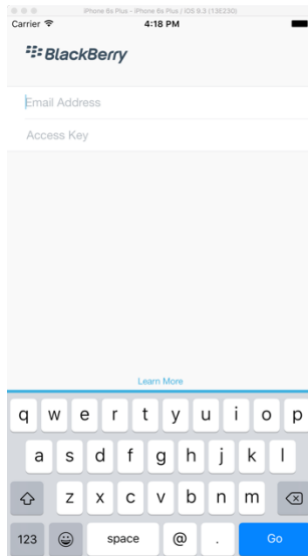 iPhone 6s Plus - iPhone 6s Plus / iOS 9.3 (13E230)
Carrier 4:18 PM
BlackBerry
Email Address
Access Key
Learn More
q w e r t y u i o p
a s d f g h j k l
z x c v b n m
123 space @ . Go